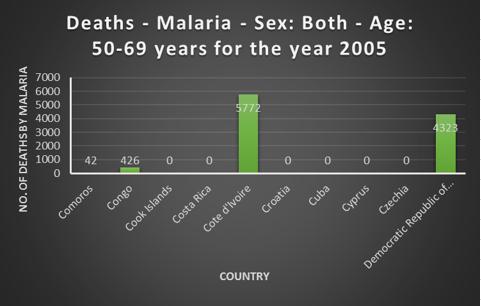 Deaths - Malaria - Sex: Both - Age:
50-69 years for the year 2005
NO. OF DEATHS BY MALARIA
7000
6000
5000
4000
3000
2000
1000
0
42
426
0
0
5772
0
0
0
0
4323
Comoros
Congo
Cook Islands
Costa Rica
Cote d'Ivoire
Croatia
Cuba
Cyprus
Czechia
Democratic Republic of...
COUNTRY